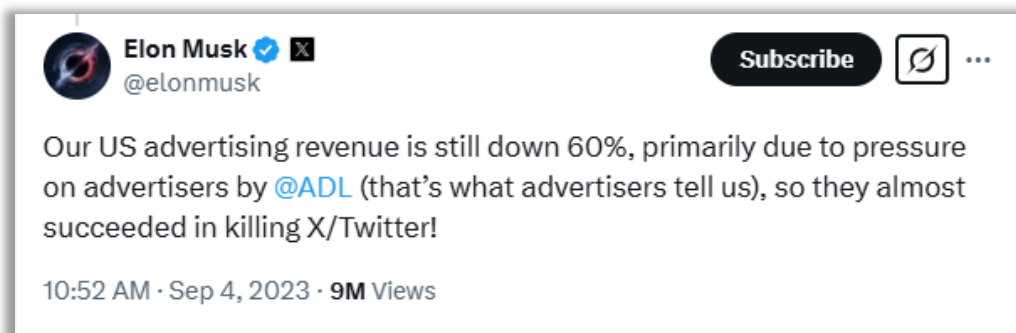 Elon Musk
@elonmusk
Subscribe
Our US advertising revenue is still down 60%, primarily due to pressure
on advertisers by @ADL (that’s what advertisers tell us), so they almost
succeeded in killing X/Twitter!
10:52 AM · Sep 4, 2023 · 9M Views